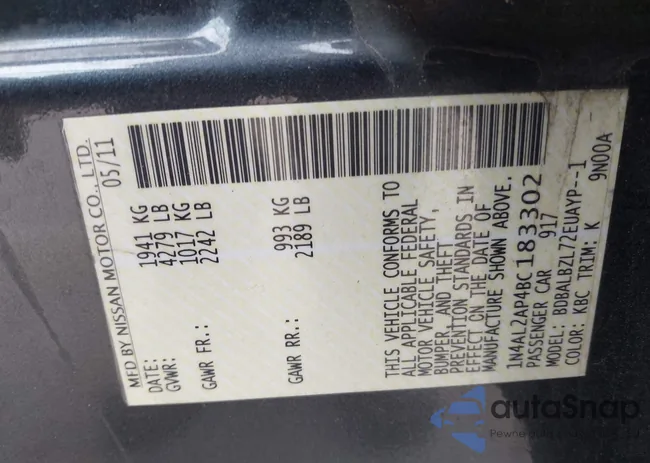 MFD BY NISSAN MOTOR CO., LTD.
DATE: 05/11
GVWR: 1941 KG
4279 LB
GAWR FR.: 1017 KG
2242 LB
GAWR RR.: 993 KG
2189 LB
THIS VEHICLE CONFORMS TO
ALL APPLICABLE FEDERAL
MOTOR VEHICLE SAFETY,
BUMPER, AND THEFT
PREVENTION STANDARDS IN
EFFECT ON THE DATE OF
MANUFACTURE SHOWN ABOVE.
1N4AL2AP4BC183302
PASSENGER CAR 917
MODEL: BDBALBZL72EUAYP--1
COLOR: KBC TRIM: K 9N00A
autaSnap